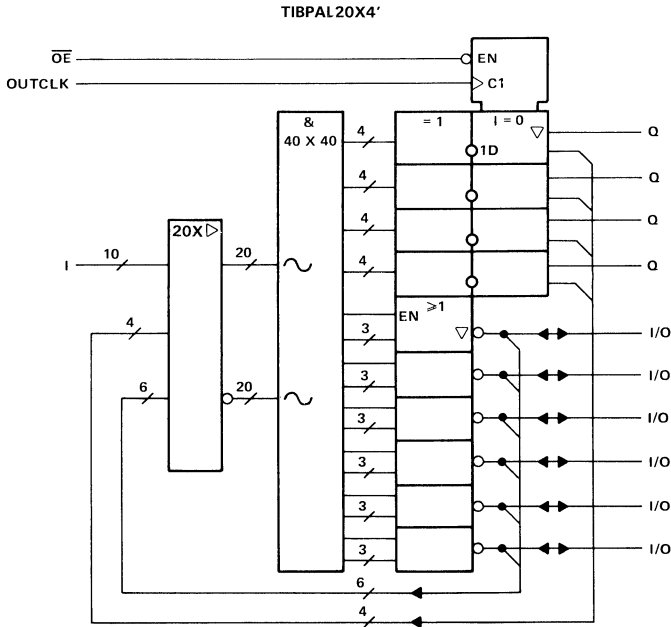 TIBPAL20X4′
OE
EN
OUTCLK
C1
&
40 X 40
= 1
I = 0
4
Q
1D
4
Q
4
Q
20X
I
10
20
4
Q
4
EN
≥1
I/O
3
6
20
3
I/O
3
I/O
3
I/O
3
I/O
3
I/O
6
4